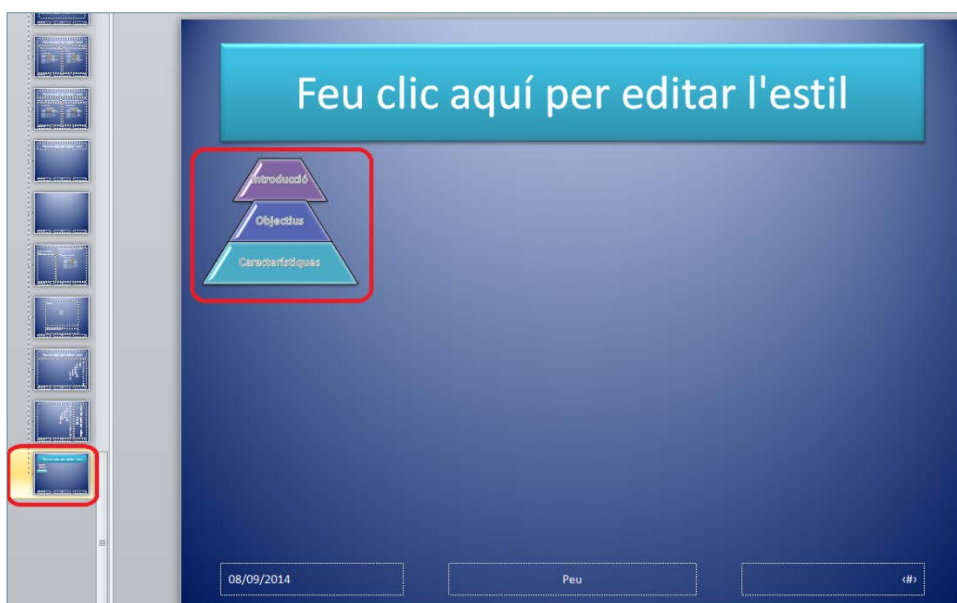 Feu clic aquí per editar l'estil
Introducció
Objectius
Característiques
08/09/2014
Peu
‹#›